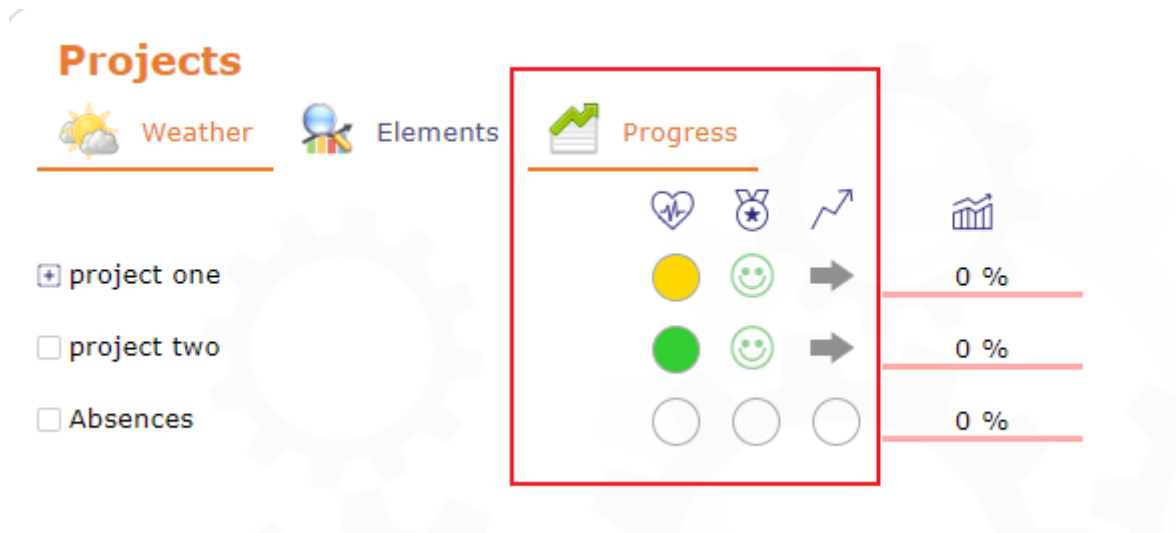 Projects
Weather Elements Progress
project one 0 %
project two 0 %
Absences 0 %